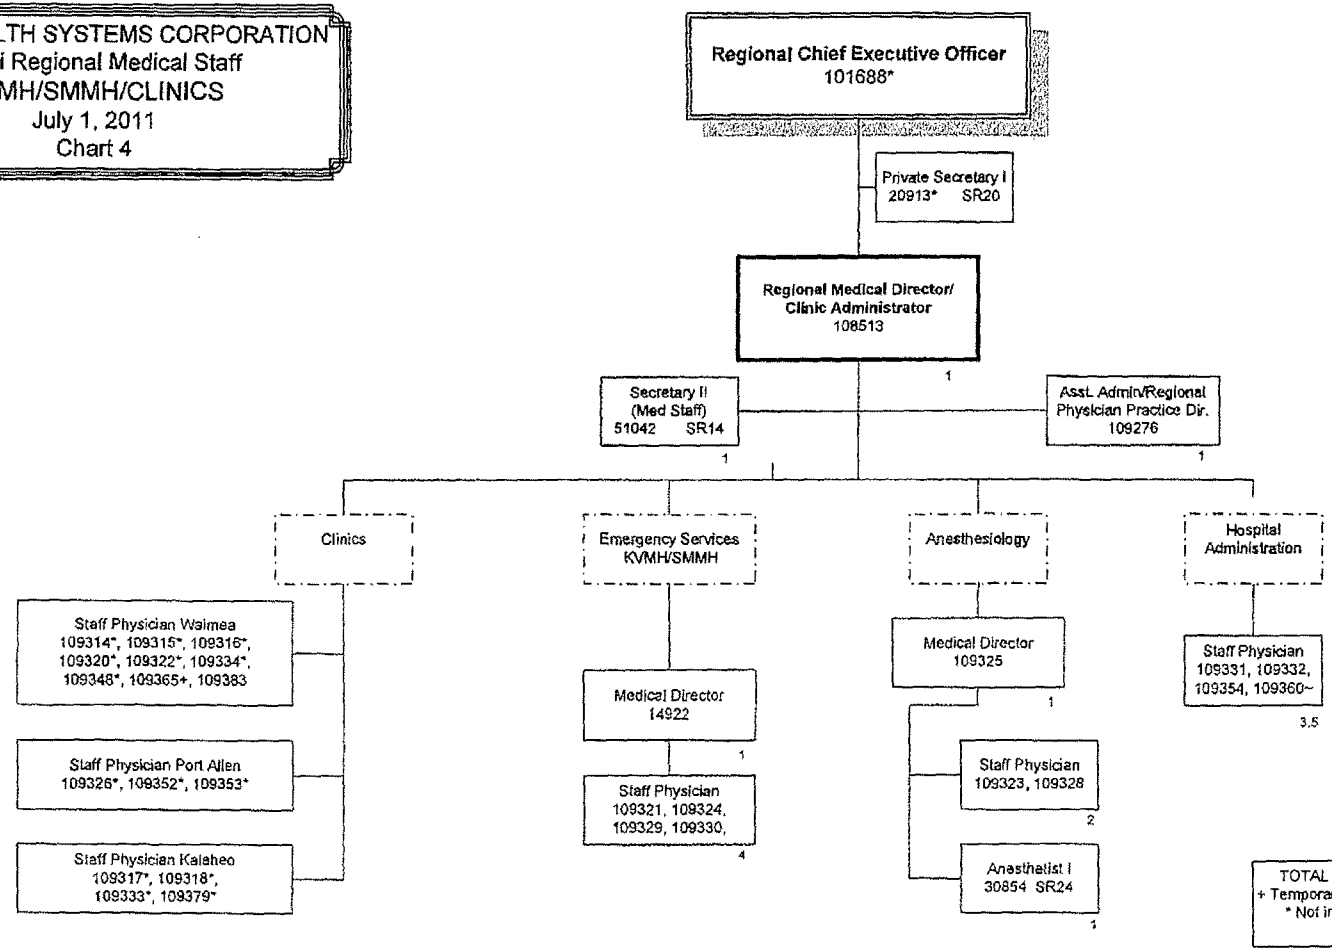 LTH SYSTEMS CORPORATION
i Regional Medical Staff
MH/SMMH/CLINICS
July 1, 2011
Chart 4
Regional Chief Executive Officer
101688*
Private Secretary I
20913* SR20
Regional Medical Director/
Clinic Administrator
108513
1
Secretary II
(Med Staff)
51042 SR14
1
Asst. Admin/Regional
Physician Practice Dir.
109276
1
Clinics
Staff Physician Waimea
109314*, 109315*, 109316*,
109320*, 109322*, 109334*,
109348*, 109365+, 109383
Staff Physician Port Allen
109326*, 109352*, 109353*
Staff Physician Kalaheo
109317*, 109318*,
109333*, 109379*
Emergency Services
KVMH/SMMH
Medical Director
14922
1
Staff Physician
109321, 109324,
109329, 109330,
4
Anesthesiology
Medical Director
109325
1
Staff Physician
109323, 109328
2
Anesthetist I
30854 SR24
1
Hospital
Administration
Staff Physician
109331, 109332,
109354, 109360~
3.5
TOTAL
+ Tempora
* Not in